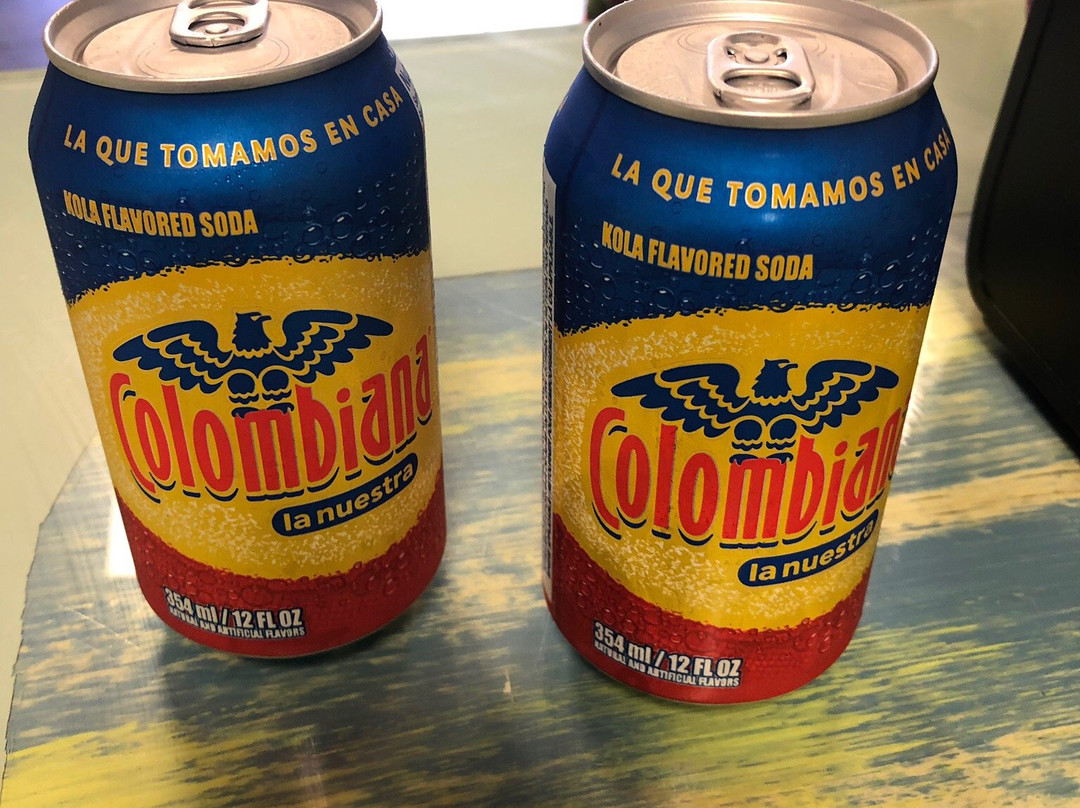 LA QUE TOMAMOS EN CASA
KOLA FLAVORED SODA
Colombiana
la nuestra
354 ml / 12 FL OZ
NATURAL AND ARTIFICIAL FLAVORS
LA QUE TOMAMOS EN CASA
KOLA FLAVORED SODA
Colombian
la nuestra
354 ml / 12 FL OZ
NATURAL AND ARTIFICIAL FLAVORS